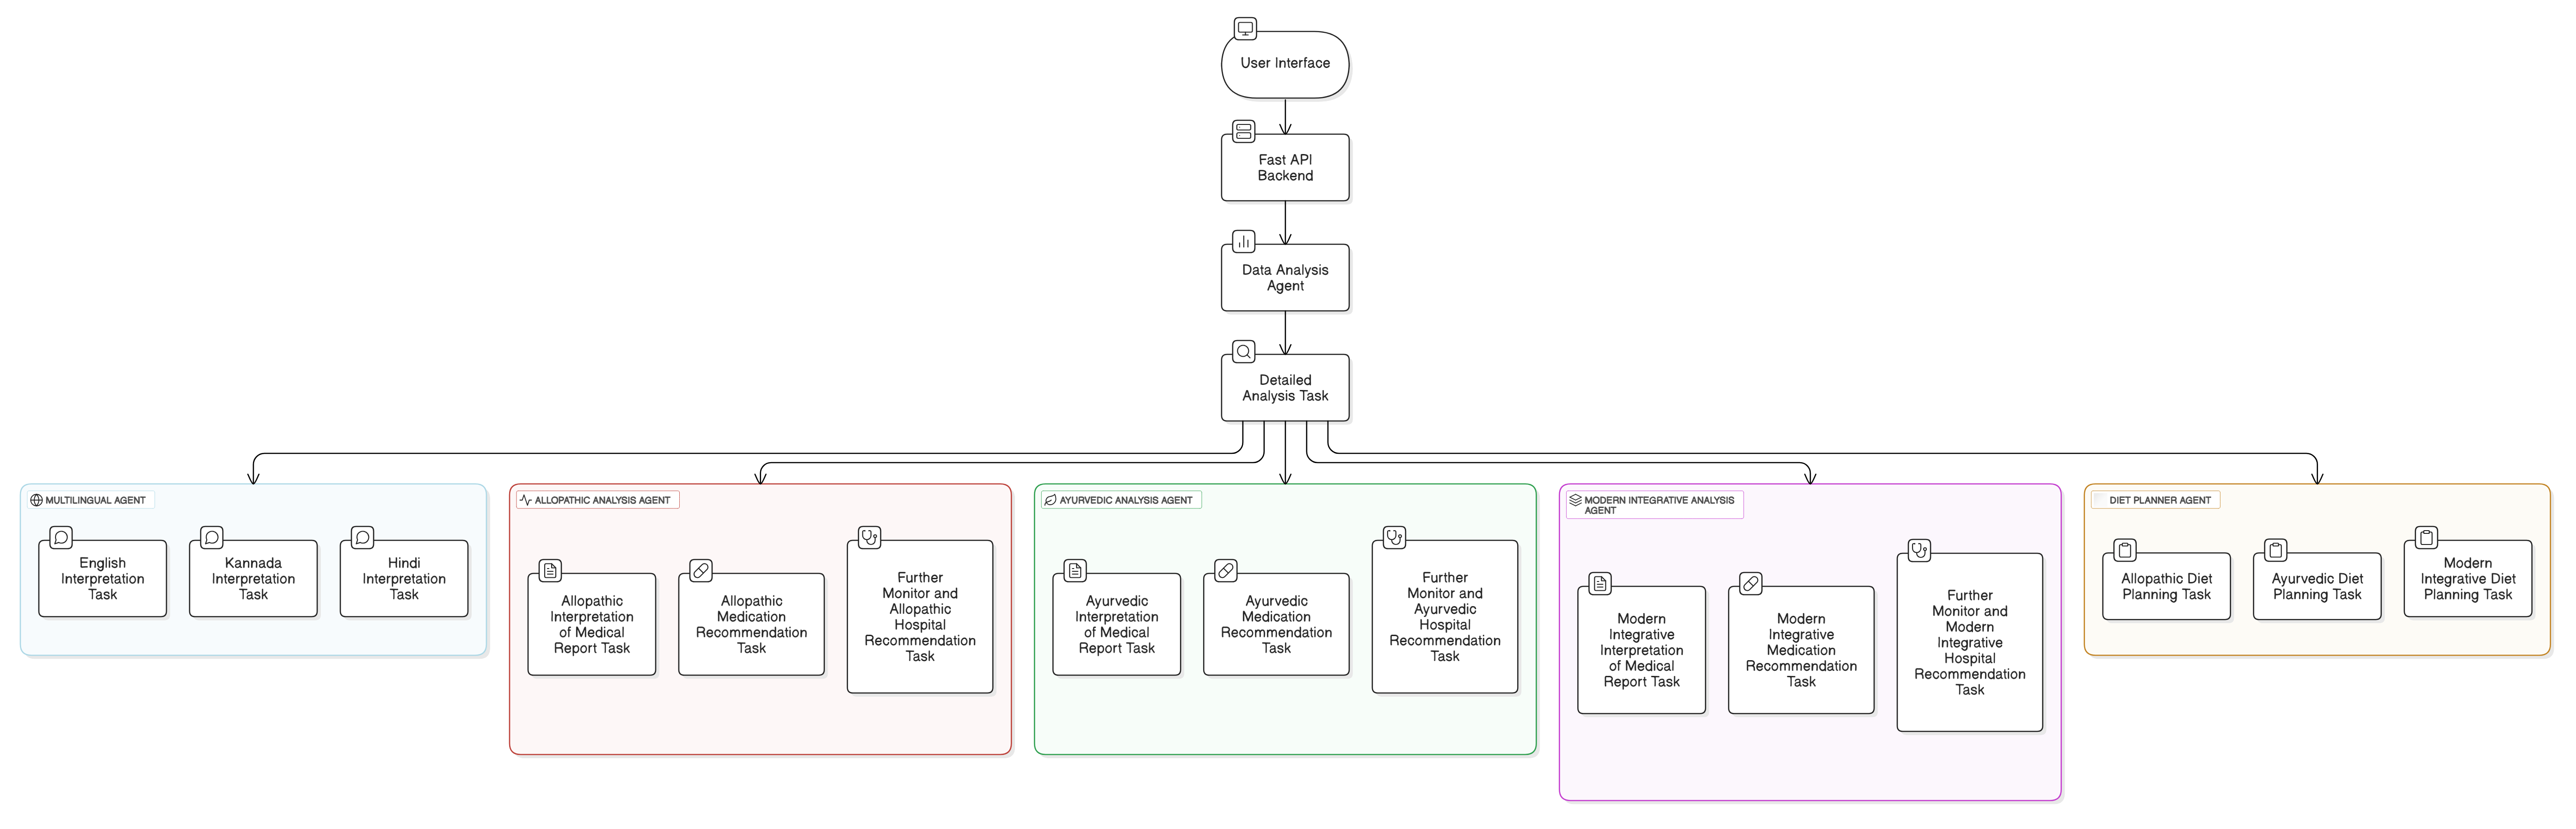 User Interface
Fast API
Backend
Data Analysis
Agent
Detailed
Analysis Task
MULTILINGUAL AGENT
English
Interpretation
Task
Kannada
Interpretation
Task
Hindi
Interpretation
Task
ALLOPATHIC ANALYSIS AGENT
Allopathic
Interpretation
of Medical
Report Task
Allopathic
Medication
Recommendation
Task
Further
Monitor and
Allopathic
Hospital
Recommendation
Task
AYURVEDIC ANALYSIS AGENT
Ayurvedic
Interpretation
of Medical
Report Task
Ayurvedic
Medication
Recommendation
Task
Further
Monitor and
Ayurvedic
Hospital
Recommendation
Task
MODERN INTEGRATIVE ANALYSIS
AGENT
Modern
Integrative
Interpretation
of Medical
Report Task
Modern
Integrative
Medication
Recommendation
Task
Further
Monitor and
Modern
Integrative
Hospital
Recommendation
Task
DIET PLANNER AGENT
Allopathic Diet
Planning Task
Ayurvedic Diet
Planning Task
Modern
Integrative Diet
Planning Task